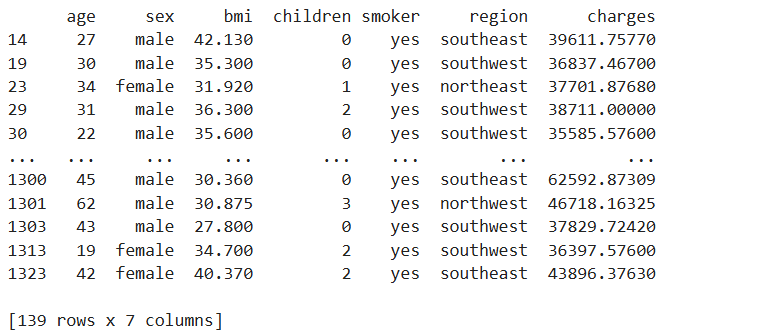 age     sex     bmi  children smoker     region      charges
14     27    male  42.130         0    yes  southeast  39611.75770
19     30    male  35.300         0    yes  southwest  36837.46700
23     34  female  31.920         1    yes  northeast  37701.87680
29     31    male  36.300         2    yes  southwest  38711.00000
30     22    male  35.600         0    yes  southwest  35585.57600
...   ...     ...     ...       ...    ...        ...          ...
1300   45    male  30.360         0    yes  southeast  62592.87309
1301   62    male  30.875         3    yes  northwest  46718.16325
1303   43    male  27.800         0    yes  southwest  37829.72420
1313   19  female  34.700         2    yes  southwest  36397.57600
1323   42  female  40.370         2    yes  southeast  43896.37630

[139 rows x 7 columns]